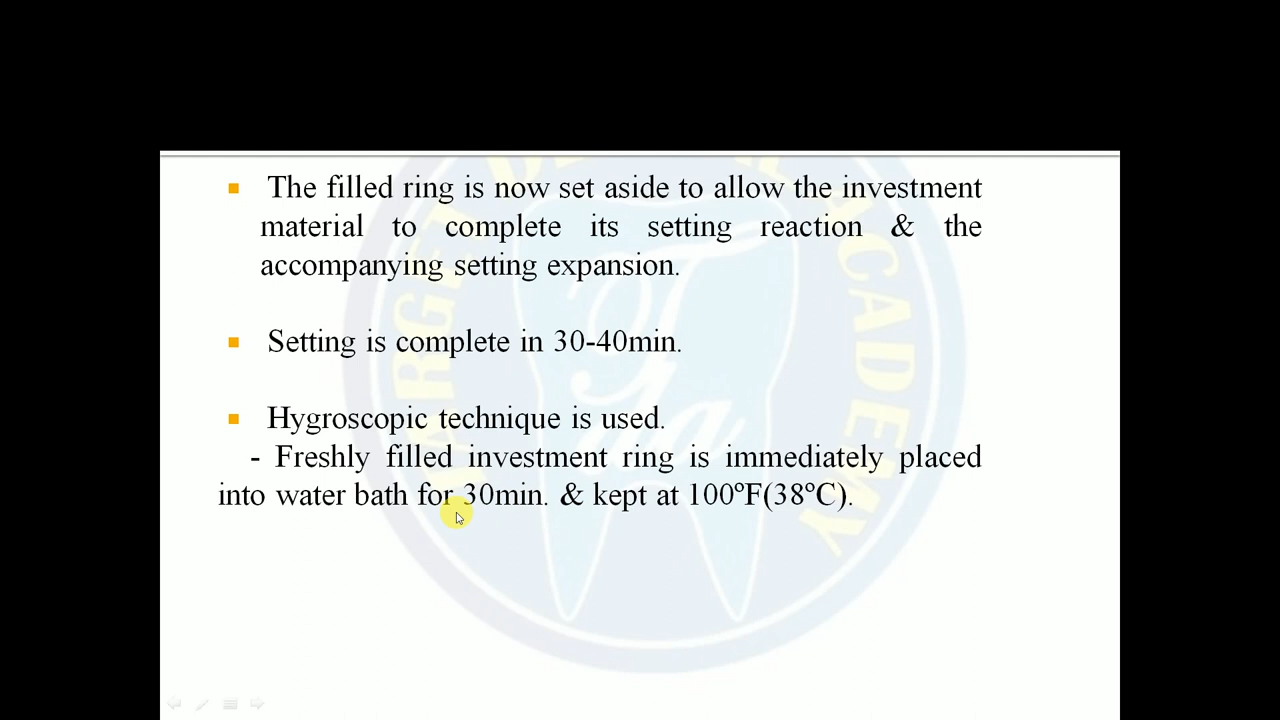 The filled ring is now set aside to allow the investment
material to complete its setting reaction & the
accompanying setting expansion.
Setting is complete in 30-40min.
Hygroscopic technique is used.
- Freshly filled investment ring is immediately placed
into water bath for 30min. & kept at 100ºF(38ºC).